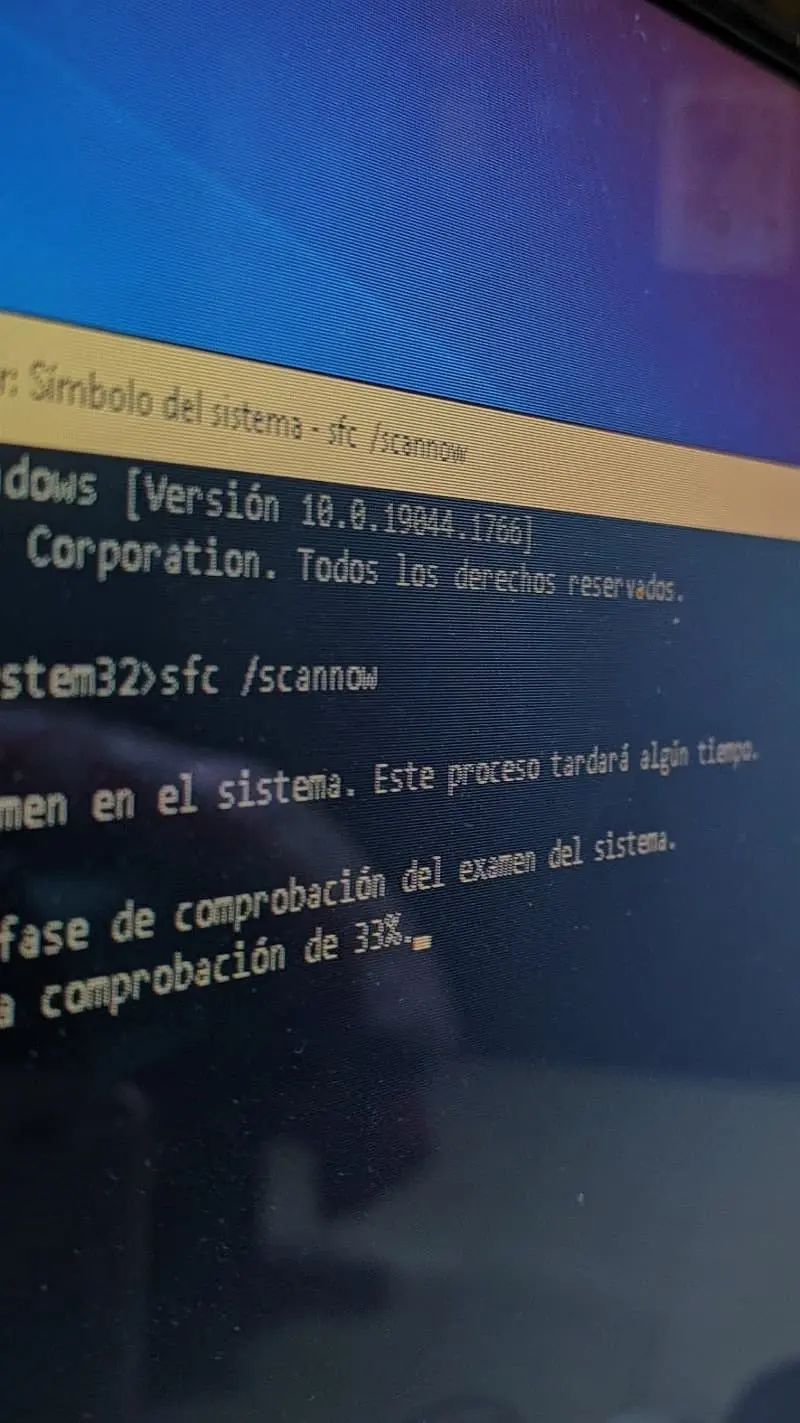 r: Símbolo del sistema - sfc /scannow
dows [Versión 10.0.19044.1766]
Corporation. Todos los derechos reservados.
stem32>sfc /scannow
men en el sistema. Este proceso tardará algún tiempo.
fase de comprobación del examen del sistema.
a comprobación de 33%.